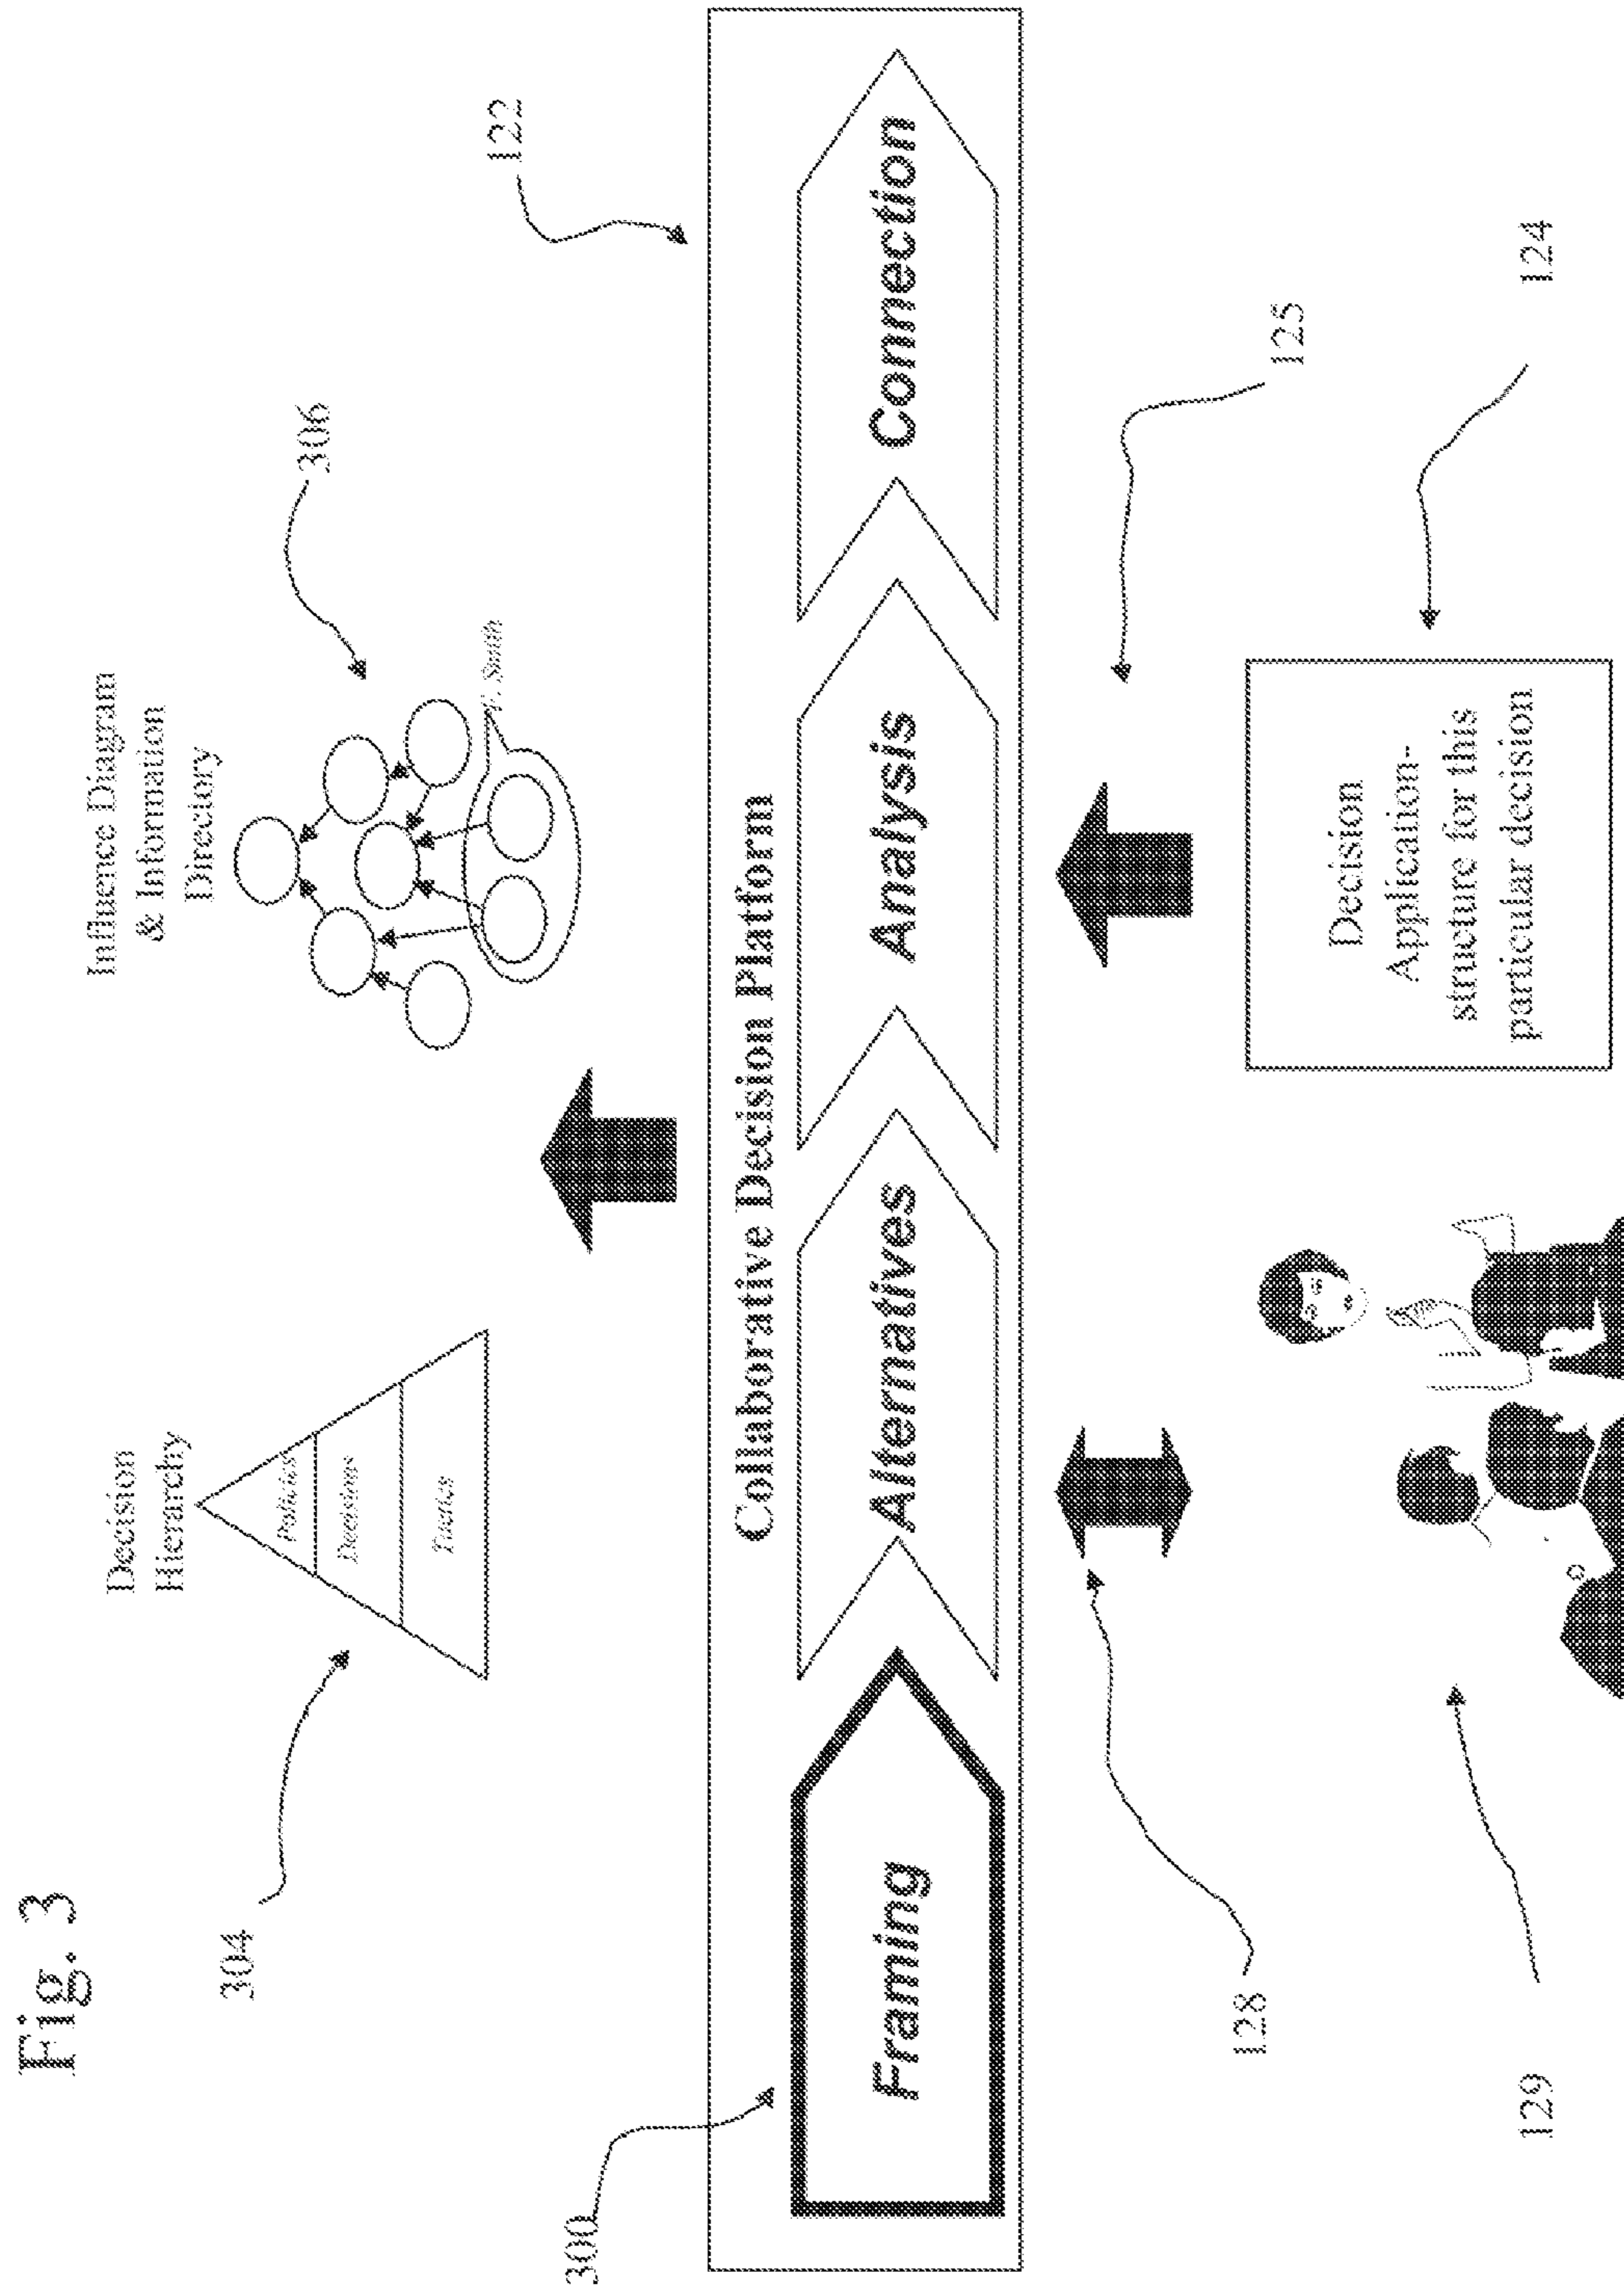 Fig. 3
304
Decision
Hierarchy
Policies
Decisions
Tactics
Influence Diagram
& Information
Directory
306
Smith
122
300
Collaborative Decision Platform
Framing
Alternatives
Analysis
Connection
128
125
129
Decision
Application-
structure for this
particular decision
124